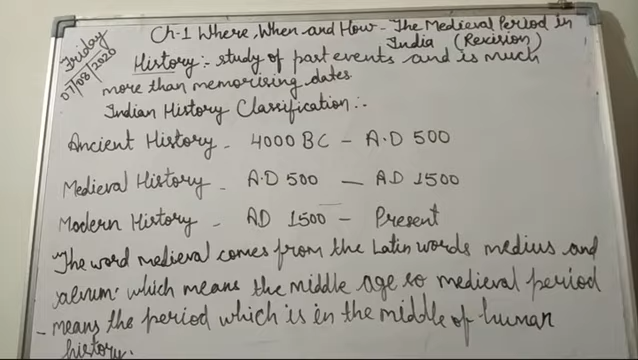 Friday
07/08/2020
Ch-1 Where, When and How - The Medieval Period in
India (Revision)
History:- study of past events and is much
more than memorising dates.
Indian History Classification:-
Ancient History - 4000 BC - A.D 500
Medieval History - A.D 500 - AD 1500
Modern History - AD 1500 - Present
"The word medieval comes from the Latin words medius and
which means the middle age so medieval period
- means the period which is in the middle of human
history.